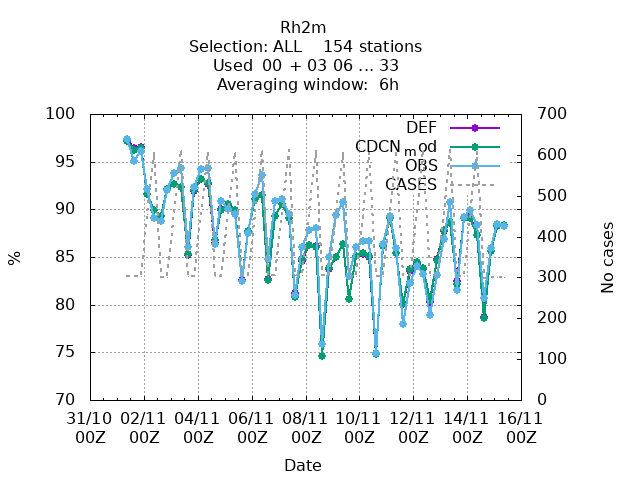 Rh2m
Selection: ALL 154 stations
Used 00 + 03 06 ... 33
Averaging window: 6h
DEF
CDCN_mod
OBS
CASES
100
95
90
85
80
75
70
%
700
600
500
400
300
200
100
0
No cases
31/10 02/11 04/11 06/11 08/11 10/11 12/11 14/11 16/11
00Z 00Z 00Z 00Z 00Z 00Z 00Z 00Z 00Z
Date